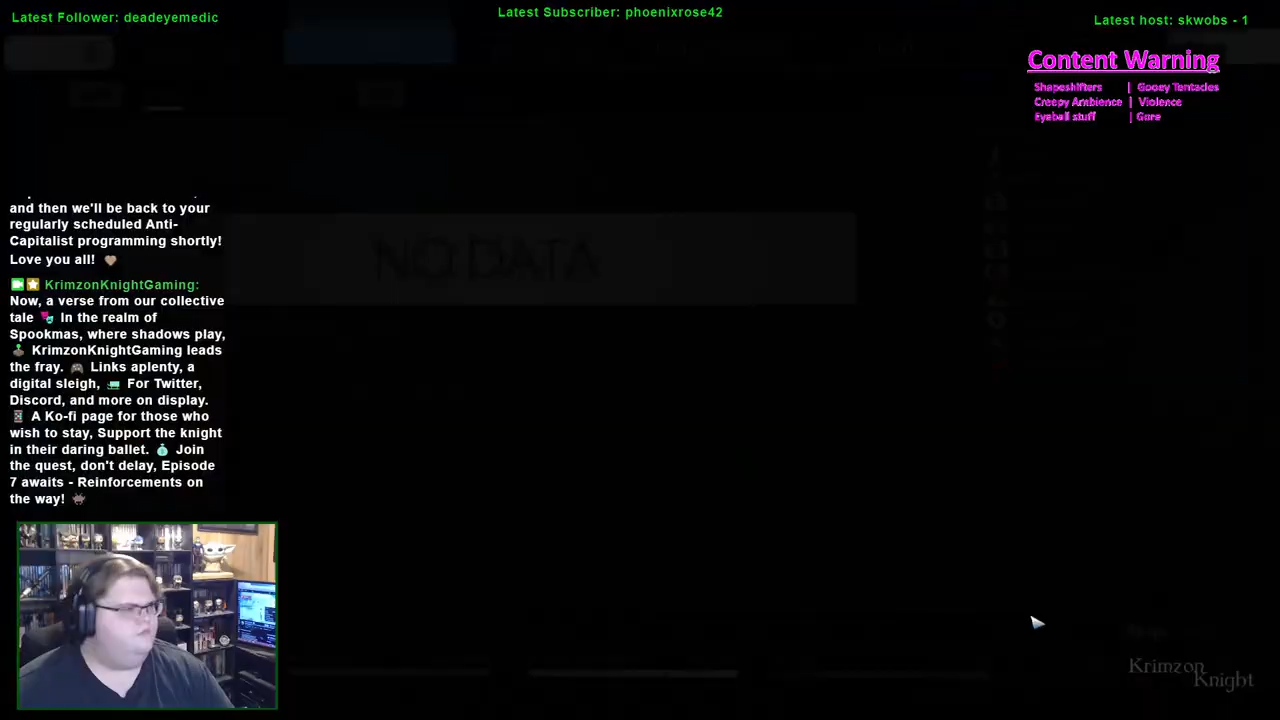 Latest Follower: deadeyemedic
Latest Subscriber: phoenixrose42
Latest host: skwobs - 1
Content Warning
Shapeshifters | Gooey Tentacles
Creepy Ambience | Violence
Eyeball stuff | Gore
and then we'll be back to your
regularly scheduled Anti-
Capitalist programming shortly!
Love you all!
KrimzonKnightGaming:
Now, a verse from our collective
tale In the realm of
Spookmas, where shadows play,
KrimzonKnightGaming leads
the fray. Links aplenty, a
digital sleigh, For Twitter,
Discord, and more on display.
A Ko-fi page for those who
wish to stay, Support the knight
in their daring ballet. Join
the quest, don't delay, Episode
7 awaits - Reinforcements on
the way!
NO DATA
Krimzon
Knight